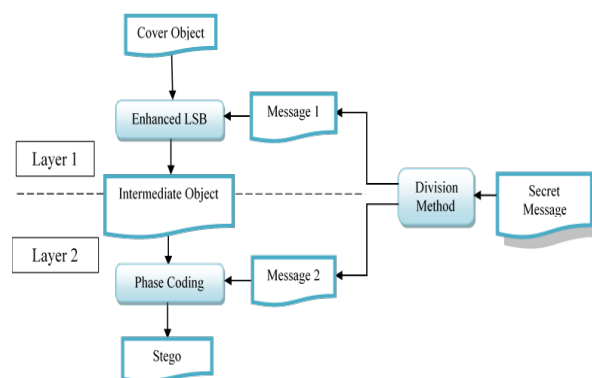 Cover Object
Enhanced LSB
Message 1
Layer 1
Intermediate Object
Division
Method
Secret
Message
Layer 2
Phase Coding
Message 2
Stego